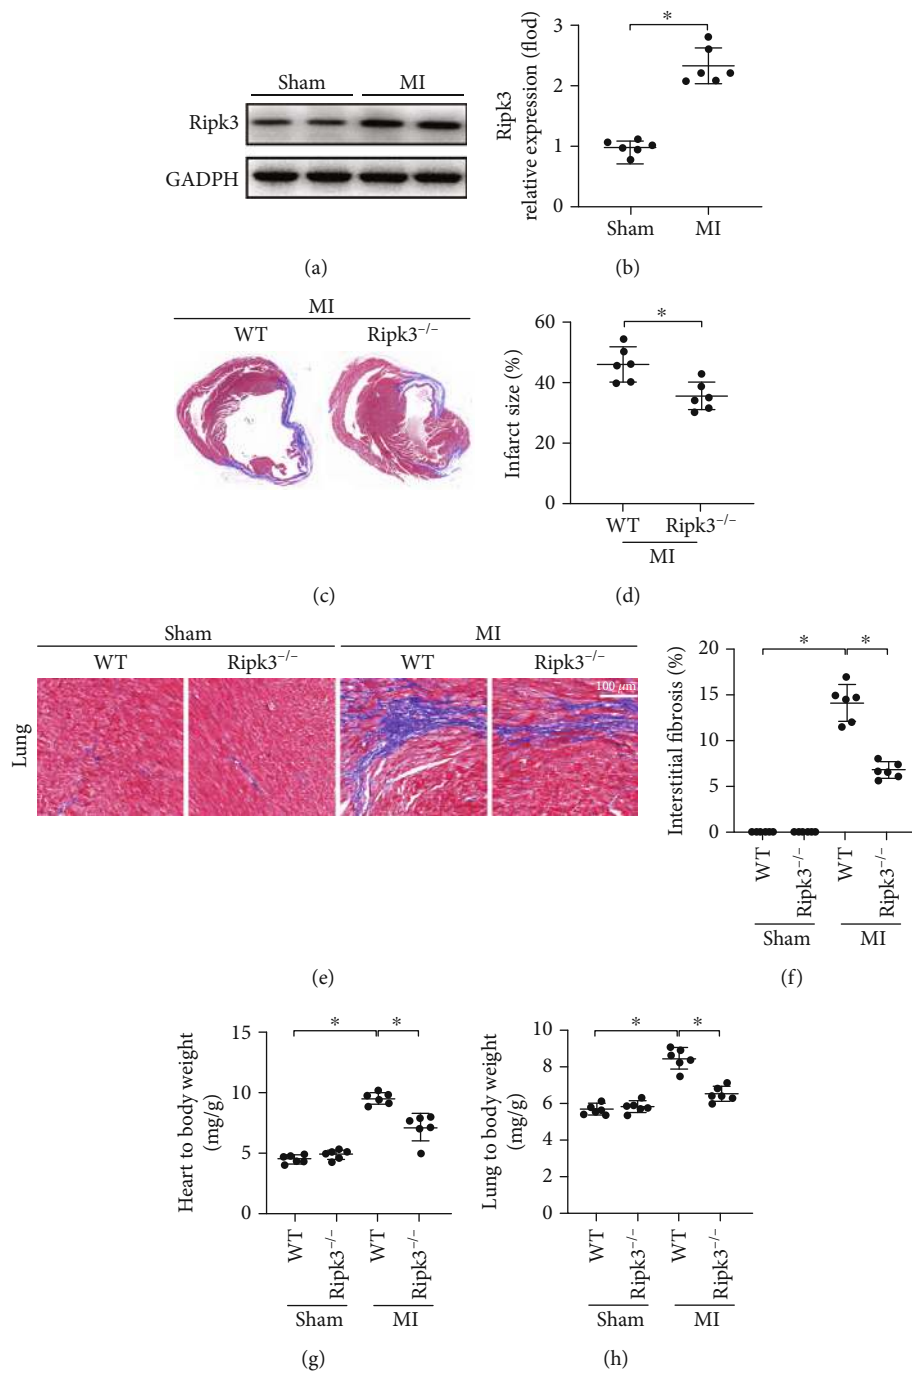 Sham MI
Ripk3
GADPH
(a)
Ripk3
relative expression (flod)
3
2
1
0
*
Sham MI
(b)
MI
WT Ripk3−/−
(c)
Infarct size (%)
60
40
20
0
*
WT Ripk3−/−
MI
(d)
Sham MI
WT Ripk3−/− WT Ripk3−/−
Lung
100 μm
(e)
Interstitial fibrosis (%)
20
15
10
5
0
* *
WT Ripk3−/− WT Ripk3−/−
Sham MI
(f)
Heart to body weight
(mg/g)
15
10
5
0
* *
WT Ripk3−/− WT Ripk3−/−
Sham MI
(g)
Lung to body weight
(mg/g)
10
8
6
4
2
0
* *
WT Ripk3−/− WT Ripk3−/−
Sham MI
(h)